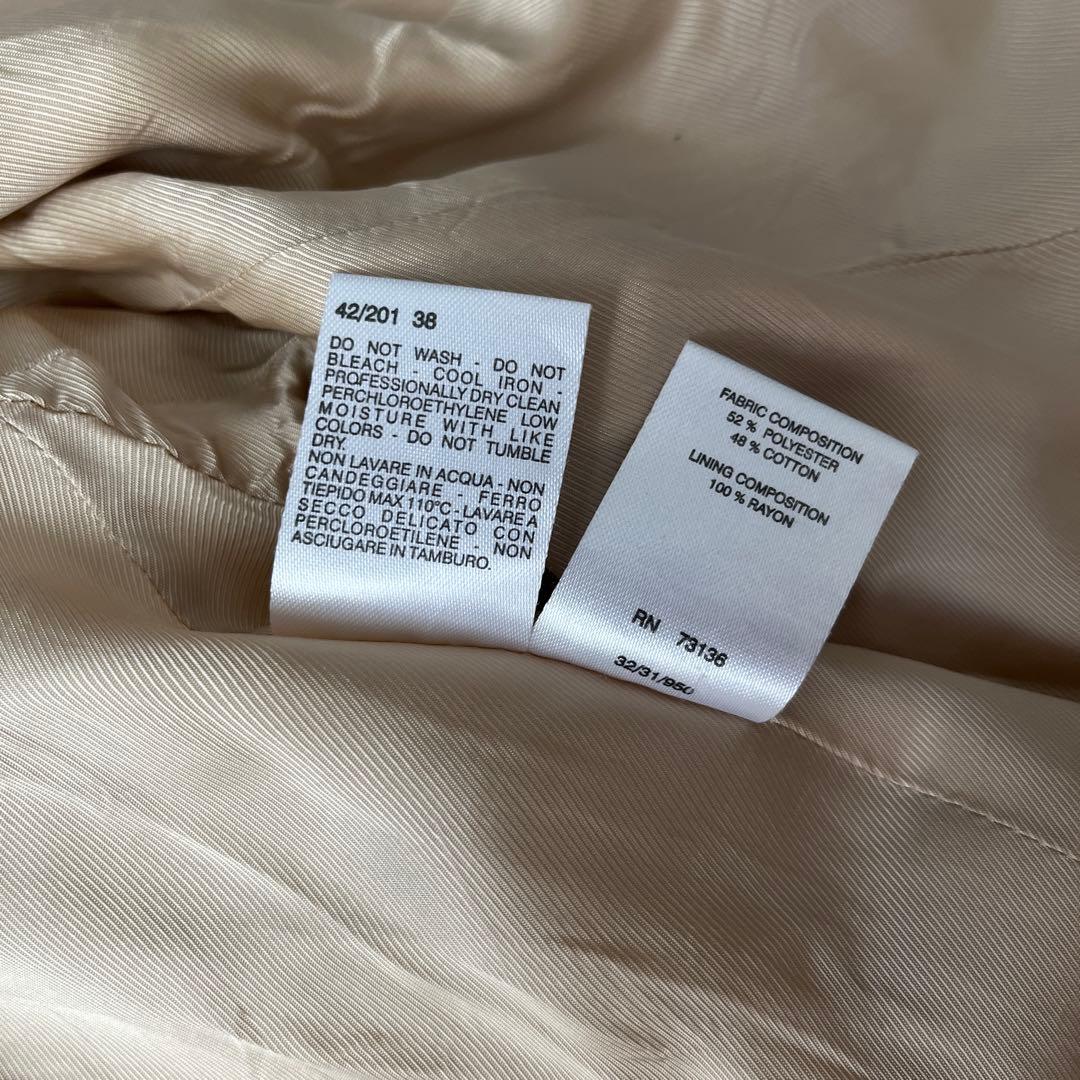 42/201 38
DO NOT WASH - DO NOT
BLEACH - COOL IRON -
PROFESSIONALLY DRY CLEAN
PERCHLOROETHYLENE LOW
MOISTURE WITH LIKE
COLORS - DO NOT TUMBLE
DRY.
NON LAVARE IN ACQUA - NON
CANDEGGIARE - FERRO
TIEPIDO MAX 110°C - LAVARE A
SECCO DELICATO CON
PERCLOROETILENE - NON
ASCIUGARE IN TAMBURO.
FABRIC COMPOSITION
52 % POLYESTER
48 % COTTON
LINING COMPOSITION
100 % RAYON
RN 73136
32/31/950